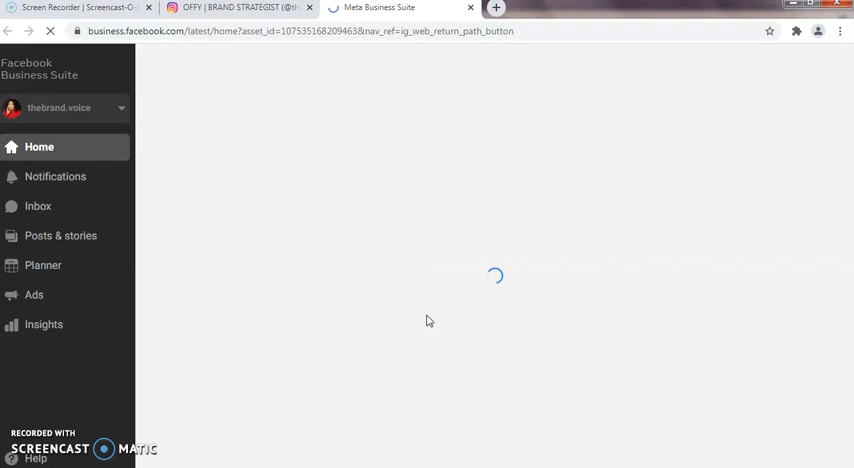 Screen Recorder | Screencast-O-
OFFY | BRAND STRATEGIST (@th
Meta Business Suite
business.facebook.com/latest/home?asset_id=107535168209463&nav_ref=ig_web_return_path_button
Facebook
Business Suite
thebrand.voice
Home
Notifications
Inbox
Posts & stories
Planner
Ads
Insights
RECORDED WITH
SCREENCAST MATIC
Help